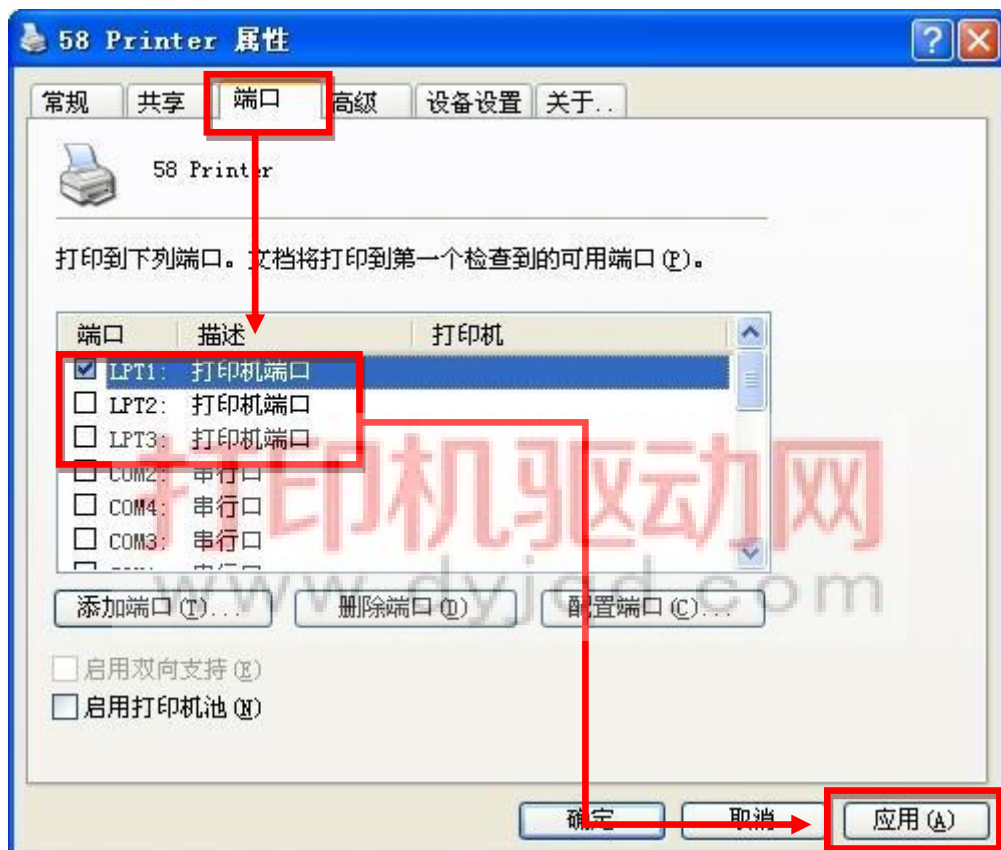 58 Printer 属性
常规 共享 端口 高级 设备设置 关于..
58 Printer
打印到下列端口。文档将打印到第一个检查到的可用端口(P)。
端口 描述 打印机
LPT1: 打印机端口
LPT2: 打印机端口
LPT3: 打印机端口
COM2: 串行口
COM4: 串行口
COM3: 串行口
打印机驱动网
www.dyjqd.com
添加端口(T)... 删除端口(D) 配置端口(C)...
启用双向支持(E)
启用打印机池(N)
确定 取消 应用(A)